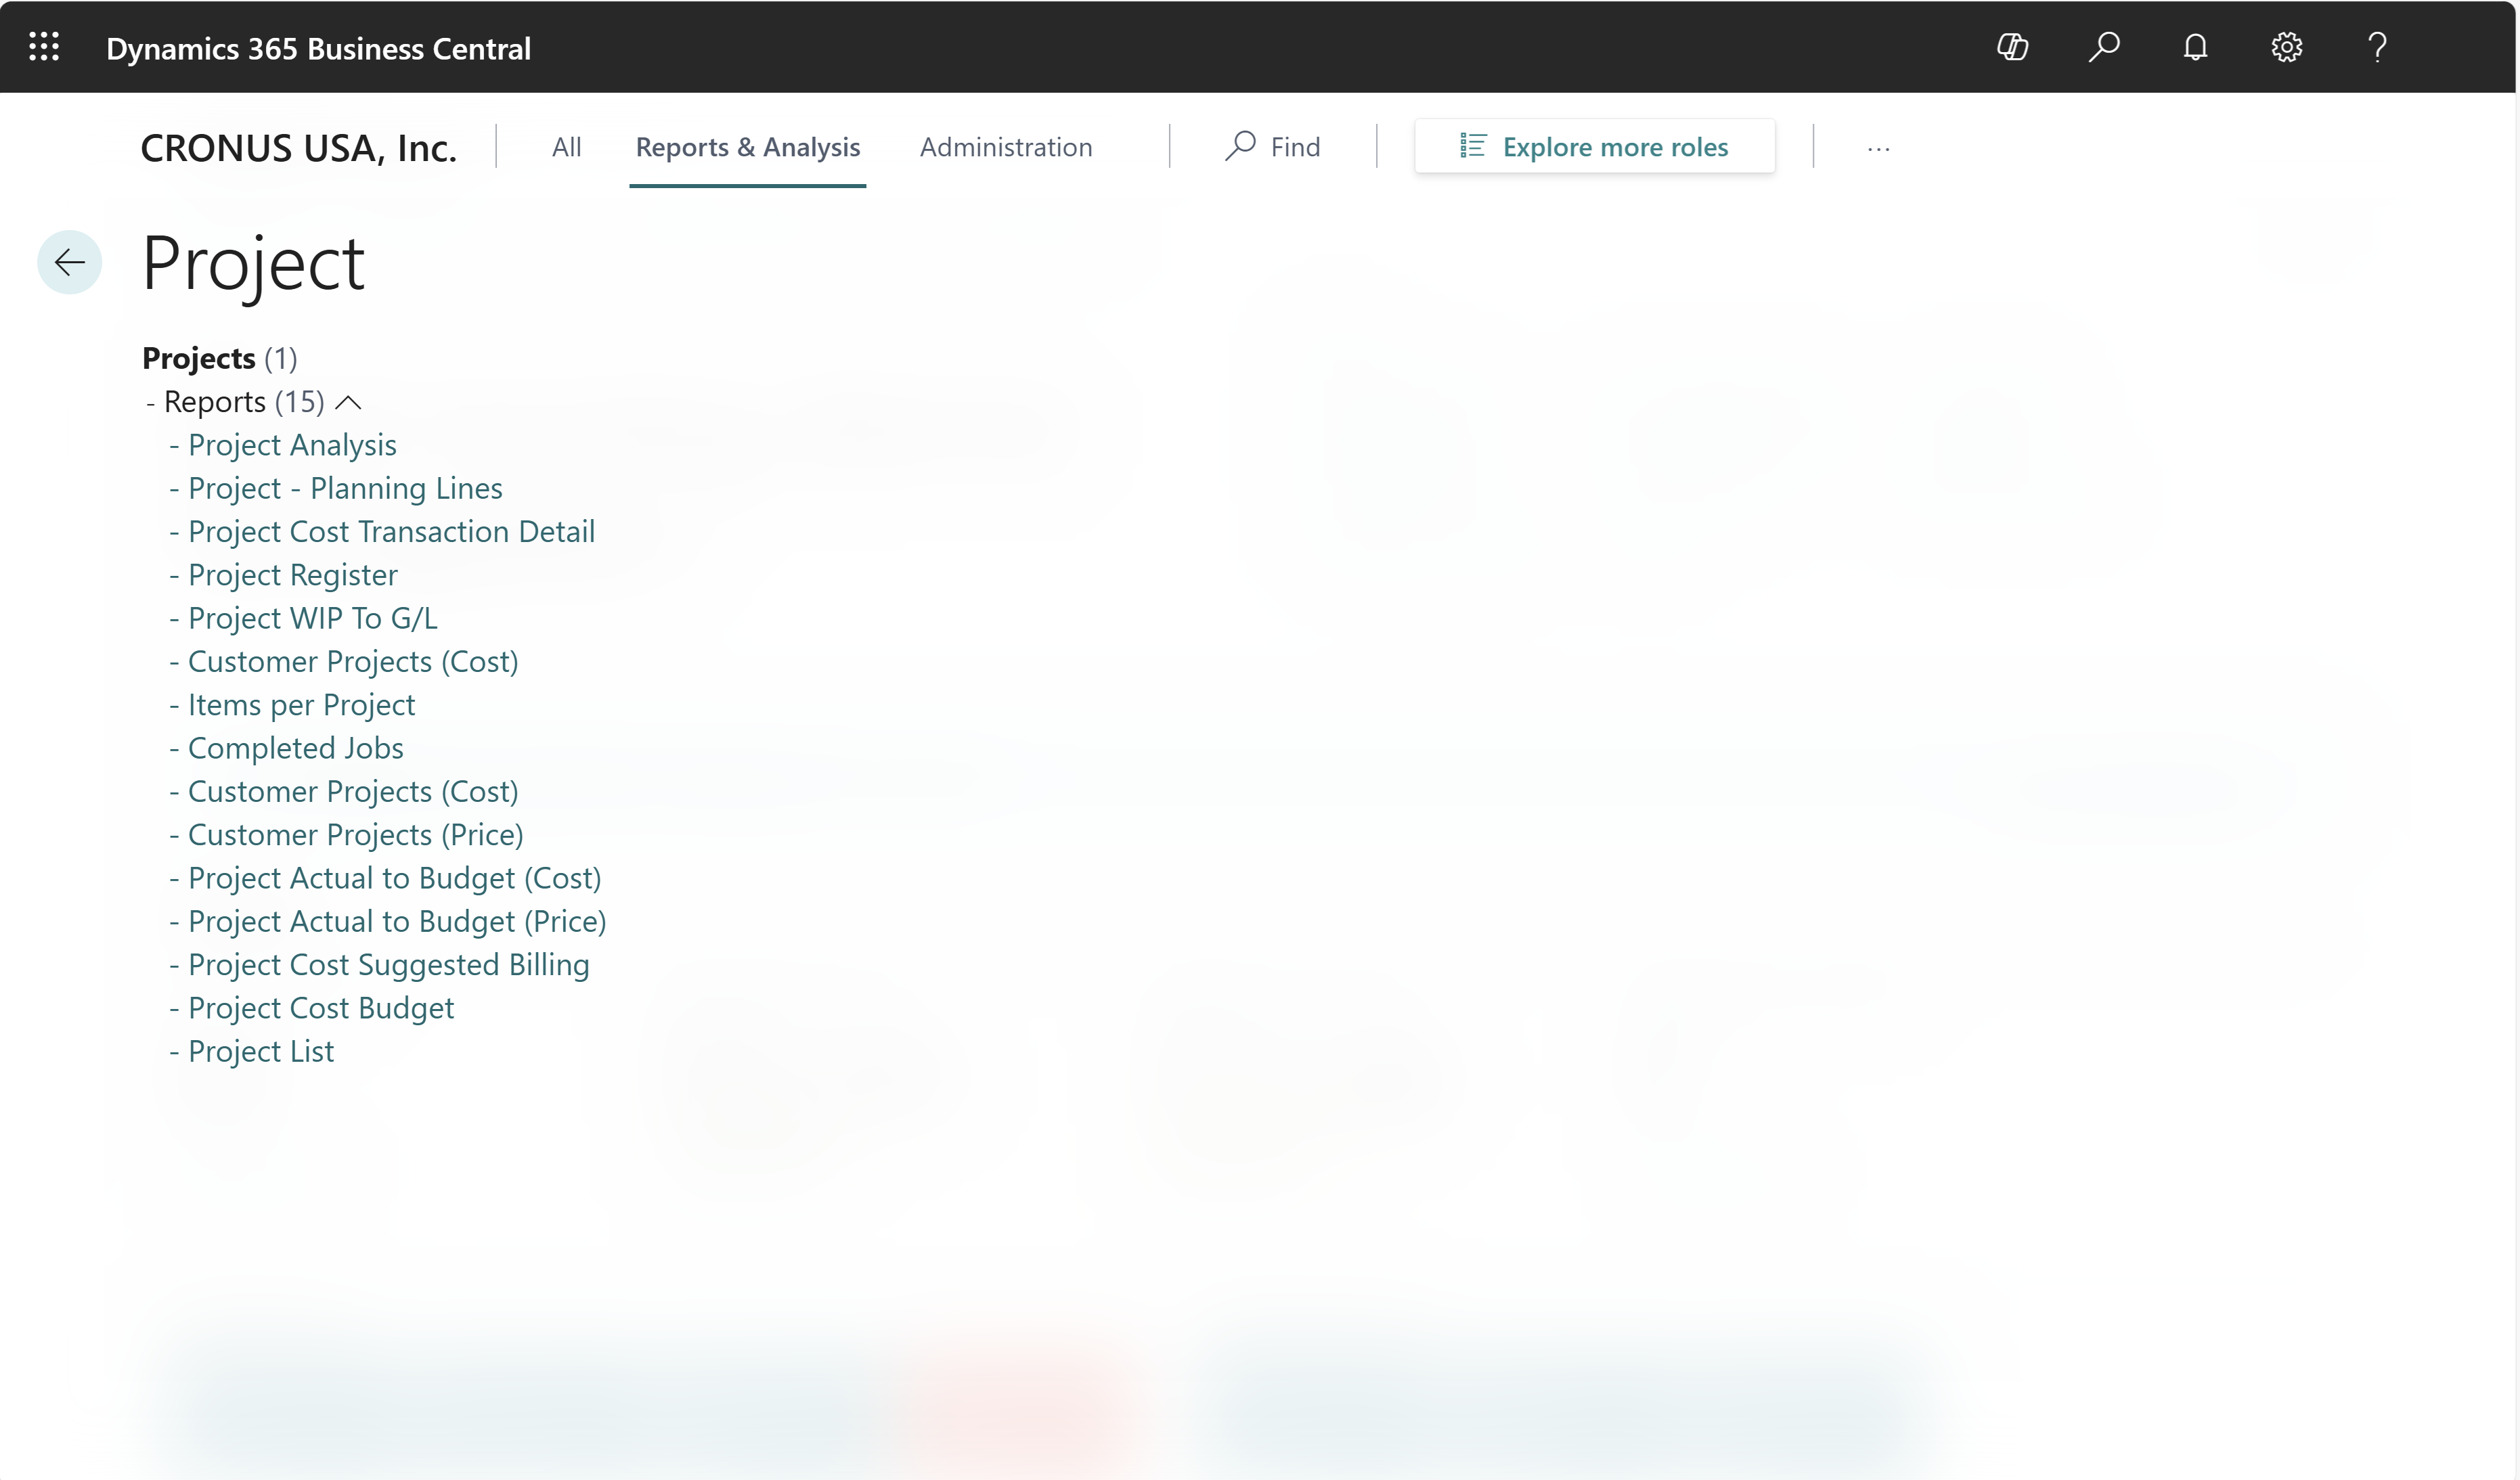 Dynamics 365 Business Central
CRONUS USA, Inc. All Reports & Analysis Administration Find Explore more roles ...
Project
Projects (1)
- Reports (15)
- Project Analysis
- Project - Planning Lines
- Project Cost Transaction Detail
- Project Register
- Project WIP To G/L
- Customer Projects (Cost)
- Items per Project
- Completed Jobs
- Customer Projects (Cost)
- Customer Projects (Price)
- Project Actual to Budget (Cost)
- Project Actual to Budget (Price)
- Project Cost Suggested Billing
- Project Cost Budget
- Project List